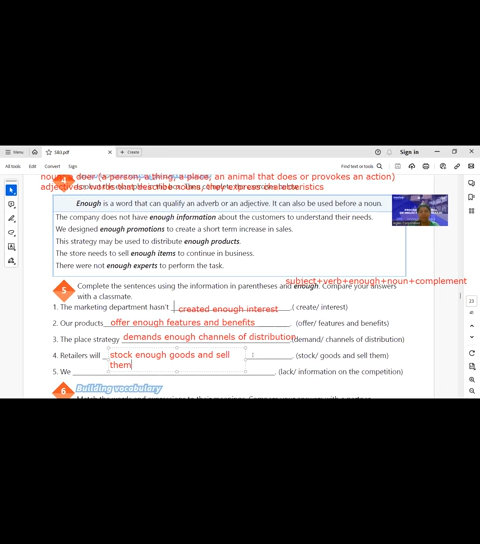 Menu
SB3.pdf
Create
Sign in
All tools Edit Convert Sign
Find text or tools
noun= a doer (a person, a thing, a place, an animal that does or provokes an action)
4
adjective= words that describe nouns, they express characteristics
Enough is a word that can qualify an adverb or an adjective. It can also be used before a noun.
The company does not have enough information about the customers to understand their needs.
We designed enough promotions to create a short term increase in sales.
This strategy may be used to distribute enough products.
The store needs to sell enough items to continue in business.
There were not enough experts to perform the task.
subject+verb+enough+noun+complement
5 Complete the sentences using the information in parentheses and enough. Compare your answers
with a classmate.
1. The marketing department hasn't created enough interest .( create/ interest)
2. Our products offer enough features and benefits . (offer/ features and benefits)
3. The place strategy demands enough channels of distribution (demand/ channels of distribution)
4. Retailers will stock enough goods and sell . (stock/ goods and sell them)
them
5. We . (lack/ information on the competition)
23
6 Building vocabulary